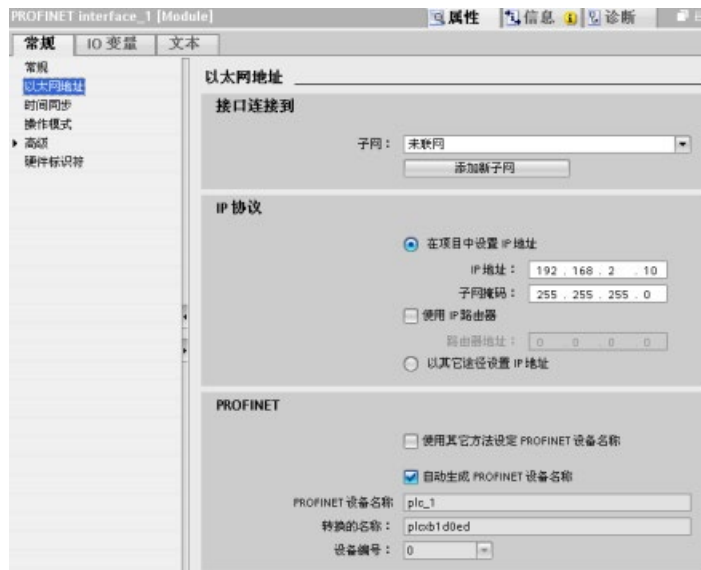 PROFINET interface_1 [Module]
属性
信息
诊断
常规
IO 变量
文本
常规
以太网地址
时间同步
操作模式
高级
硬件标识符
以太网地址
接口连接到
子网：
未联网
添加新子网
IP 协议
在项目中设置 IP 地址
IP 地址：
192 . 168 . 2 . 10
子网掩码：
255 . 255 . 255 . 0
使用 IP 路由器
路由器地址：
0 . 0 . 0 . 0
以其它途径设置 IP 地址
PROFINET
使用其它方法设定 PROFINET 设备名称
自动生成 PROFINET 设备名称
PROFINET 设备名称
plc_1
转换的名称：
plcxb1d0ed
设备编号：
0